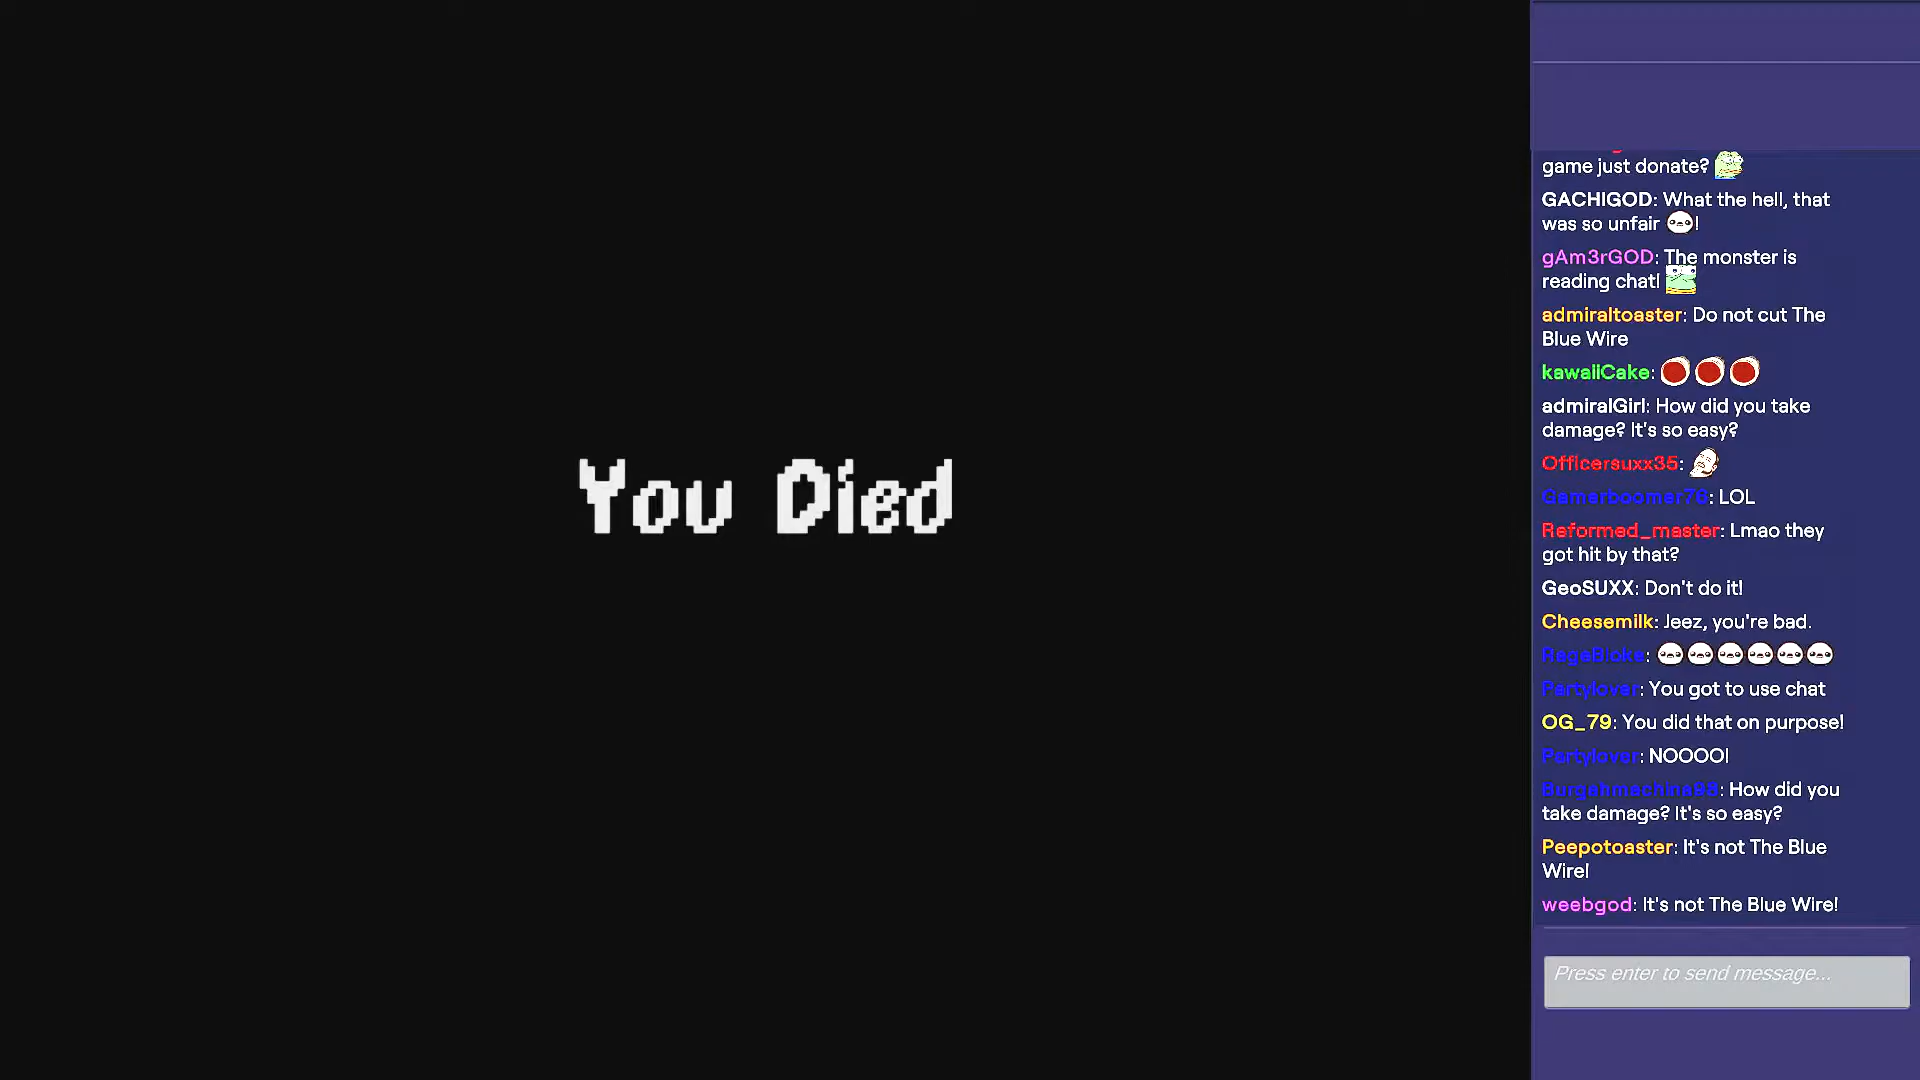 You Died
game just donate?
GACHIGOD: What the hell, that
was so unfair !
gAm3rGOD: The monster is
reading chat!
admiraltoaster: Do not cut The
Blue Wire
kawaiiCake:
admiralGirl: How did you take
damage? It's so easy?
Officersuxx35:
Gamerboomer76: LOL
Reformed_master: Lmao they
got hit by that?
GeoSUXX: Don't do it!
Cheesemilk: Jeez, you're bad.
RageBloke:
Partylover: You got to use chat
OG_79: You did that on purpose!
Partylover: NOOOO!
Burgahmachina98: How did you
take damage? It's so easy?
Peepotoaster: It's not The Blue
Wire!
weebgod: It's not The Blue Wire!
Press enter to send message...